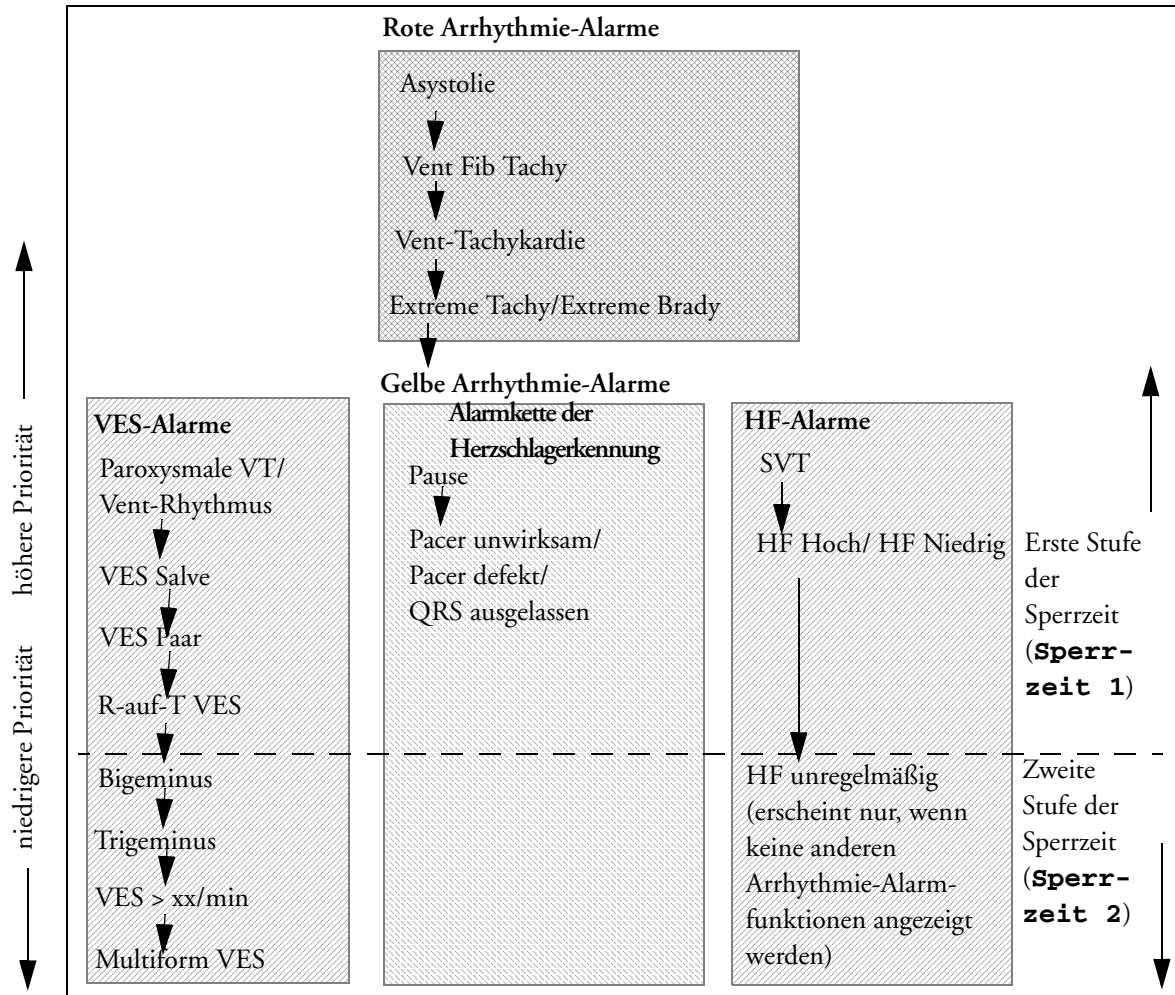 Rote Arrhythmie-Alarme
Asystolie
Vent Fib Tachy
Vent-Tachykardie
Extreme Tachy/Extreme Brady
höhere Priorität
niedrigere Priorität
Gelbe Arrhythmie-Alarme
VES-Alarme
Paroxysmale VT/
Vent-Rhythmus
VES Salve
VES Paar
R-auf-T VES
Bigeminus
Trigeminus
VES > xx/min
Multiform VES
Alarmkette der
Herzschlagerkennung
Pause
Pacer unwirksam/
Pacer defekt/
QRS ausgelassen
HF-Alarme
SVT
HF Hoch/ HF Niedrig
HF unregelmäßig
(erscheint nur, wenn
keine anderen
Arrhythmie-Alarm-
funktionen angezeigt
werden)
Erste Stufe
der
Sperrzeit
(Sperr-
zeit 1)
Zweite
Stufe der
Sperrzeit
(Sperr-
zeit 2)